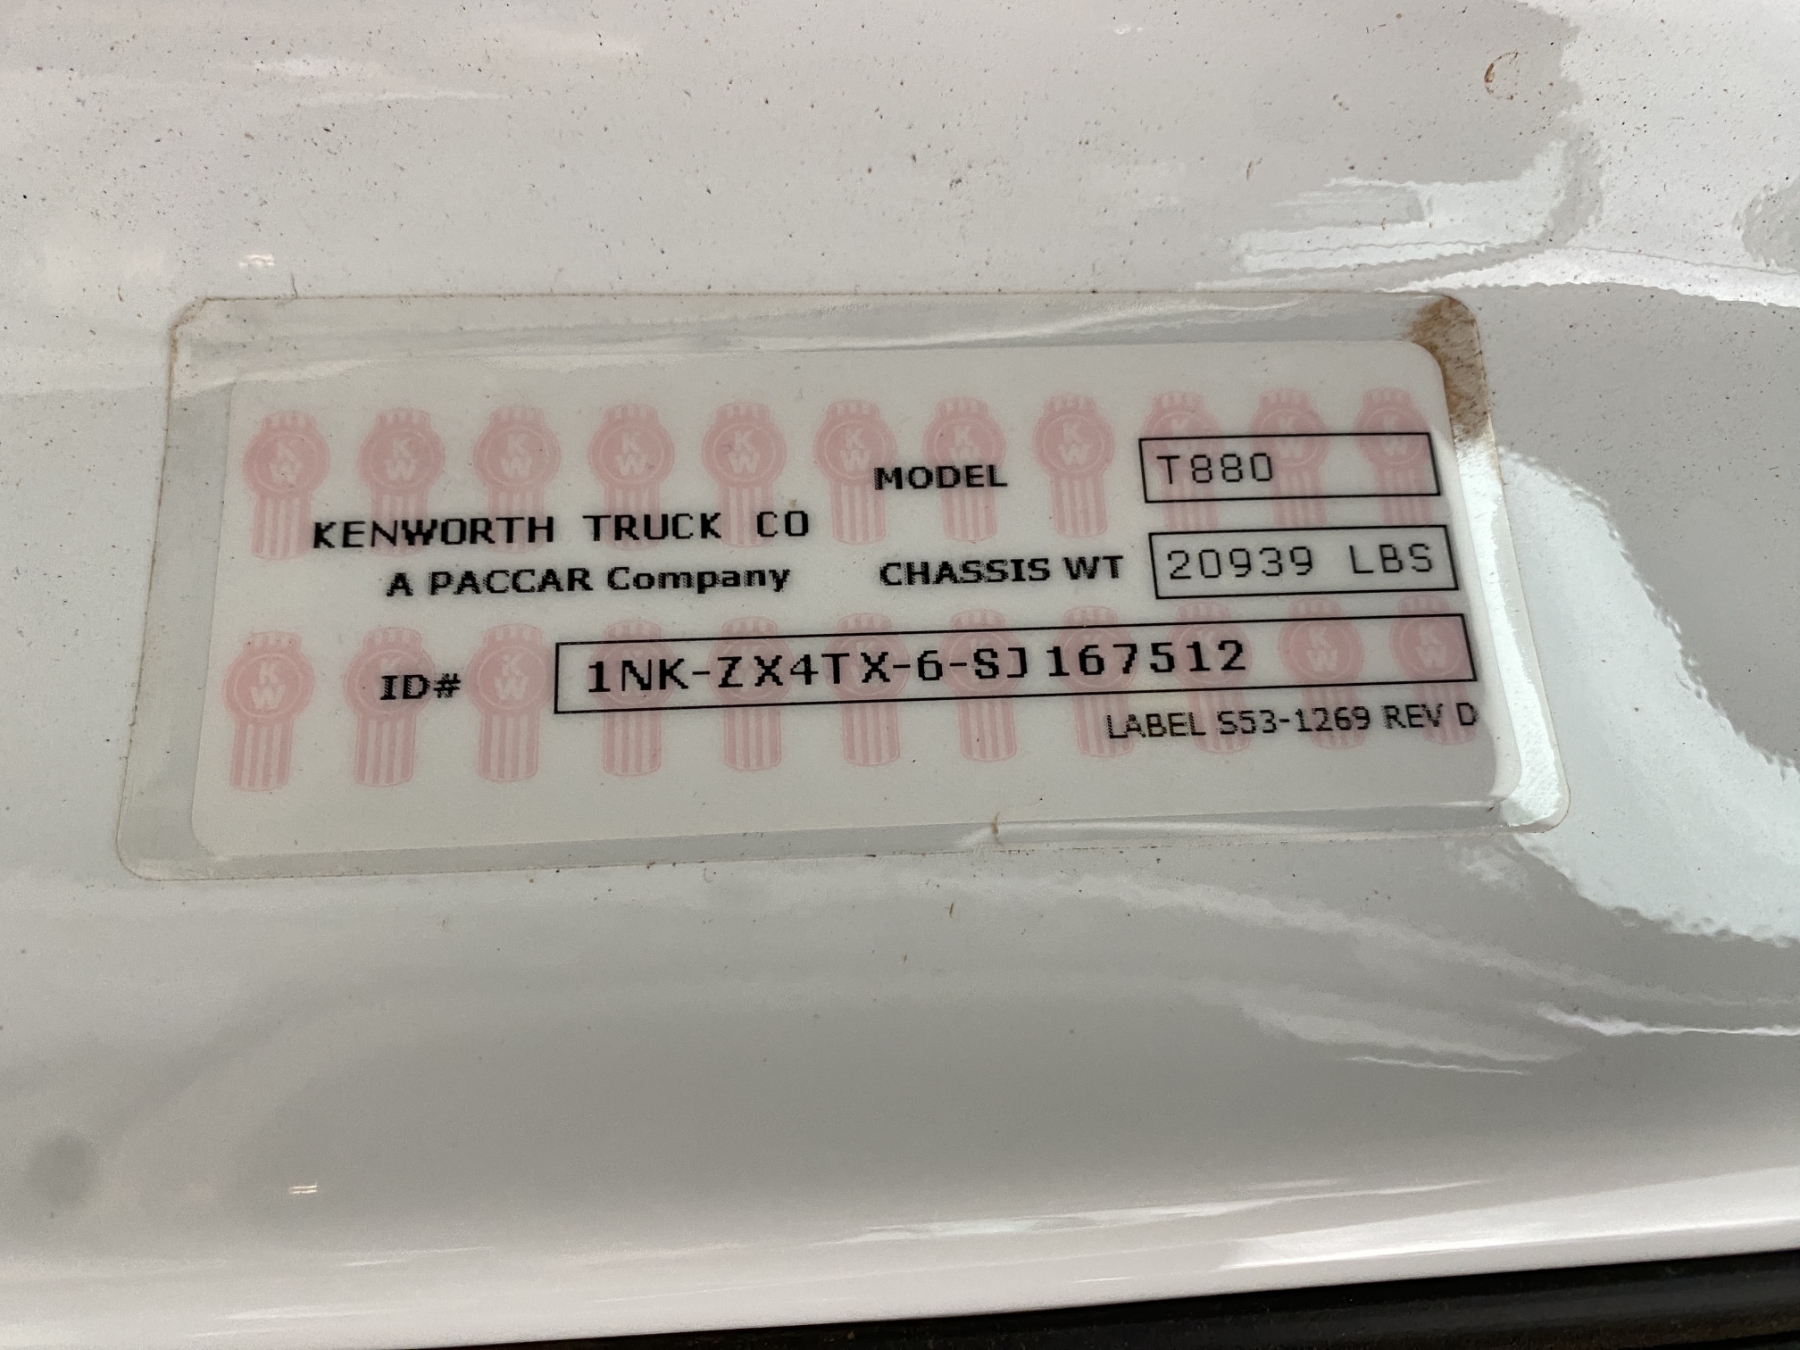 MODEL T880
KENWORTH TRUCK CO
A PACCAR Company
CHASSIS WT 20939 LBS
ID# 1NK-ZX4TX-6-SJ167512
LABEL S53-1269 REV D